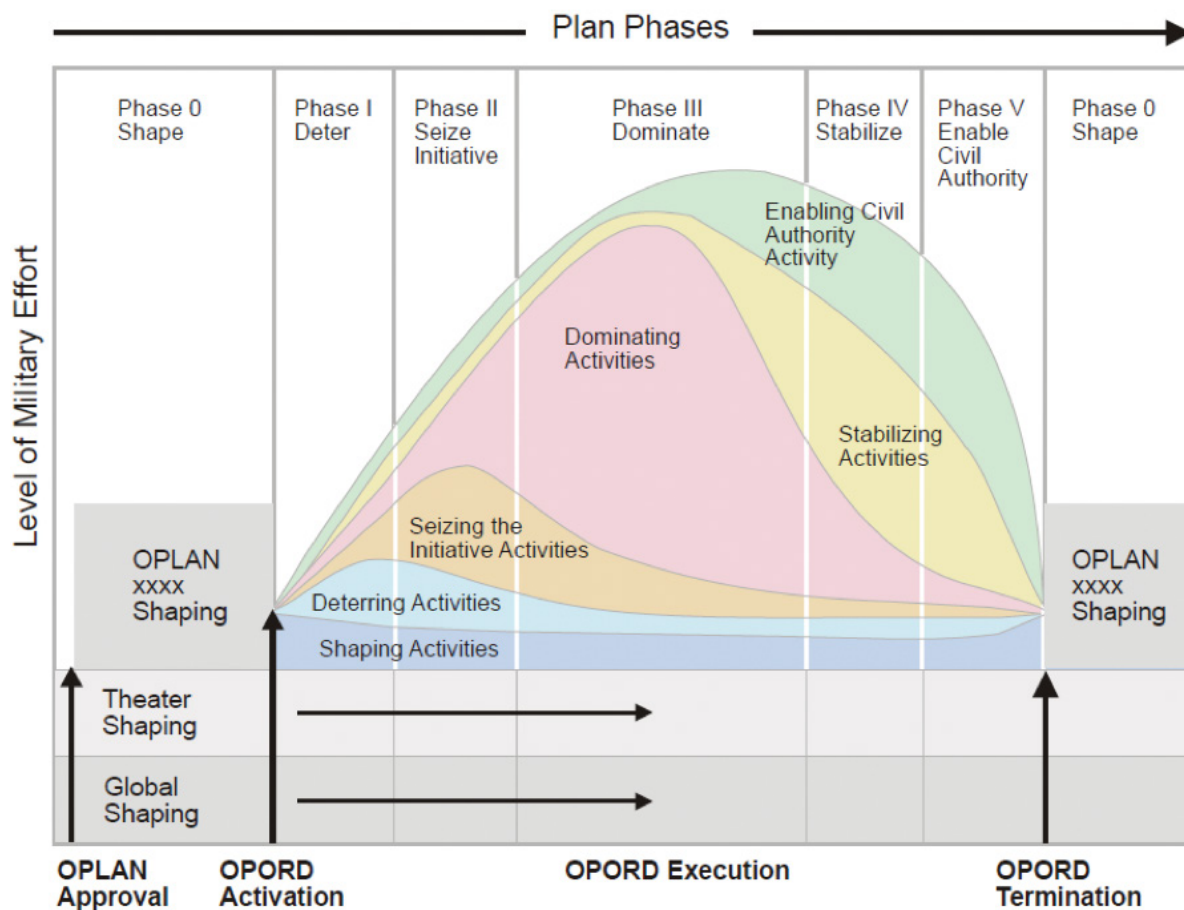 Plan Phases
Phase 0
Shape
Phase I
Deter
Phase II
Seize
Initiative
Phase III
Dominate
Phase IV
Stabilize
Phase V
Enable
Civil
Authority
Phase 0
Shape
Level of Military Effort
Enabling Civil
Authority
Activity
Dominating
Activities
Stabilizing
Activities
Seizing the
Initiative Activities
Deterring Activities
Shaping Activities
OPLAN
xxxx
Shaping
OPLAN
xxxx
Shaping
Theater
Shaping
Global
Shaping
OPLAN
Approval
OPORD
Activation
OPORD Execution
OPORD
Termination